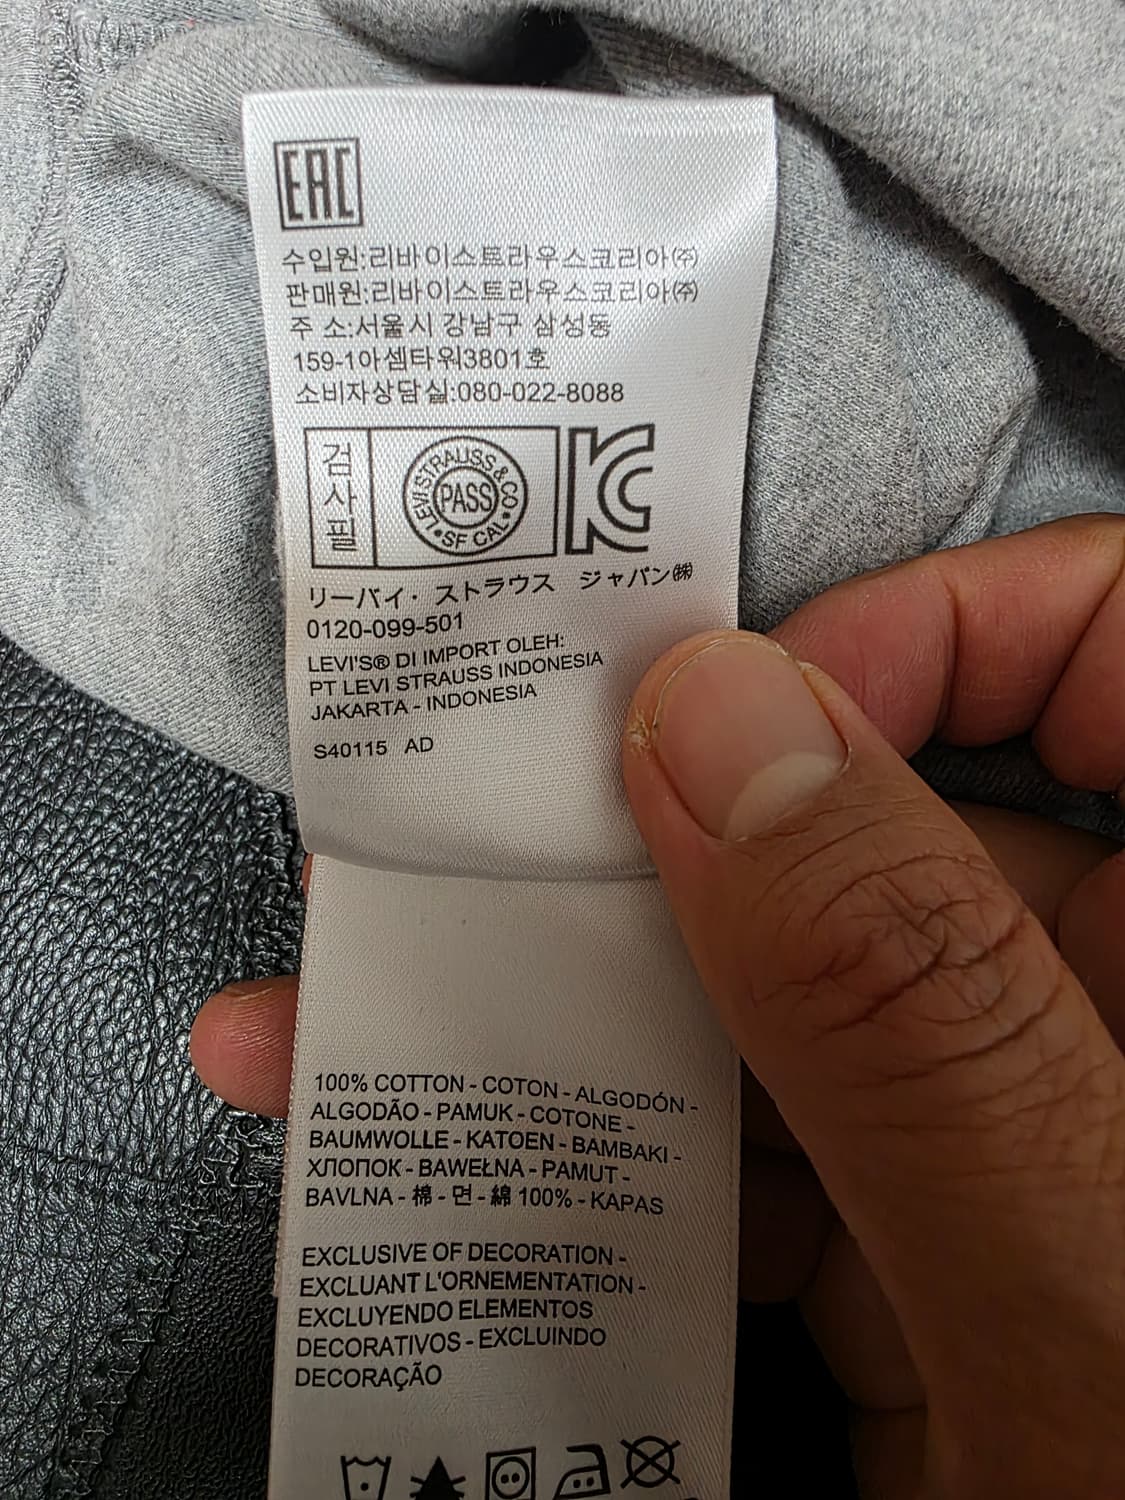 EAC
수입원:리바이스트라우스코리아㈜
판매원:리바이스트라우스코리아㈜
주 소:서울시 강남구 삼성동
159-1아셈타워3801호
소비자상담실:080-022-8088
검사필
LEVI STRAUSS & CO
PASS
SF CAL
KC
リーバイ・ストラウス ジャパン㈱
0120-099-501
LEVI'S® DI IMPORT OLEH:
PT LEVI STRAUSS INDONESIA
JAKARTA - INDONESIA
S40115 AD
100% COTTON - COTON - ALGODÓN -
ALGODÃO - PAMUK - COTONE -
BAUMWOLLE - KATOEN - BAMBAKI -
ХЛОПОК - BAWEŁNA - PAMUT -
BAVLNA - 棉 - 면 - 綿 100% - KAPAS
EXCLUSIVE OF DECORATION -
EXCLUANT L'ORNEMENTATION -
EXCLUYENDO ELEMENTOS
DECORATIVOS - EXCLUINDO
DECORAÇÃO